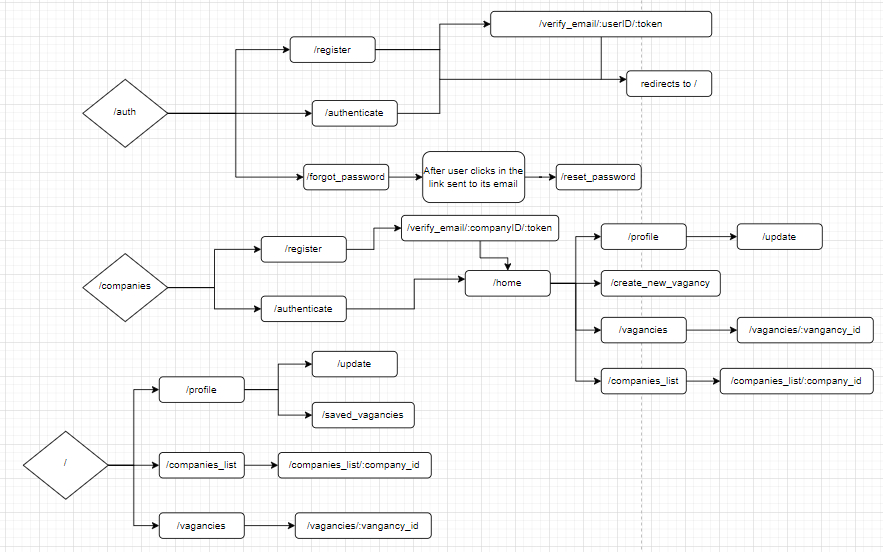 /verify_email/:userID/:token
/register
redirects to /
/auth
/authenticate
/forgot_password
After user clicks in the
link sent to its email
/reset_password
/verify_email/:companyID/:token
/register
/profile
/update
/companies
/home
/create_new_vagancy
/authenticate
/vagancies
/vagancies/:vangancy_id
/companies_list
/companies_list/:company_id
/update
/profile
/saved_vagancies
/
/companies_list
/companies_list/:company_id
/vagancies
/vagancies/:vangancy_id